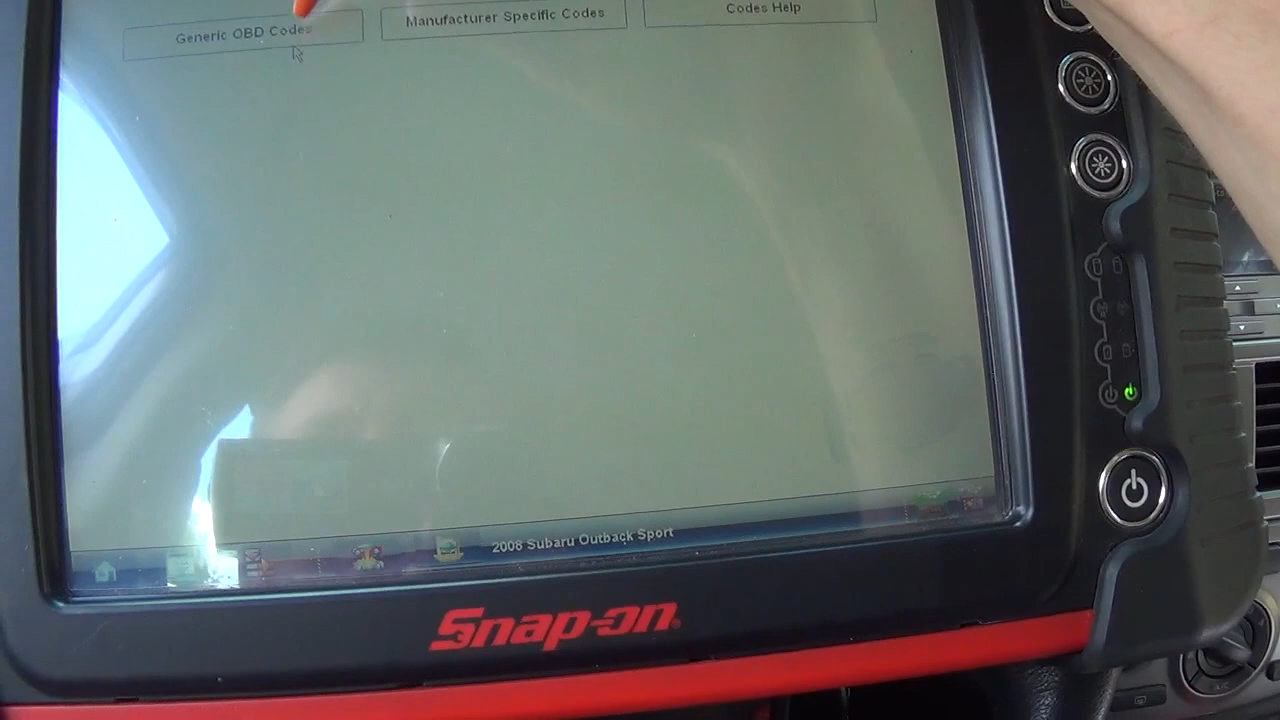 Generic OBD Codes
Manufacturer Specific Codes
Codes Help
2008 Subaru Outback Sport
Snap-on